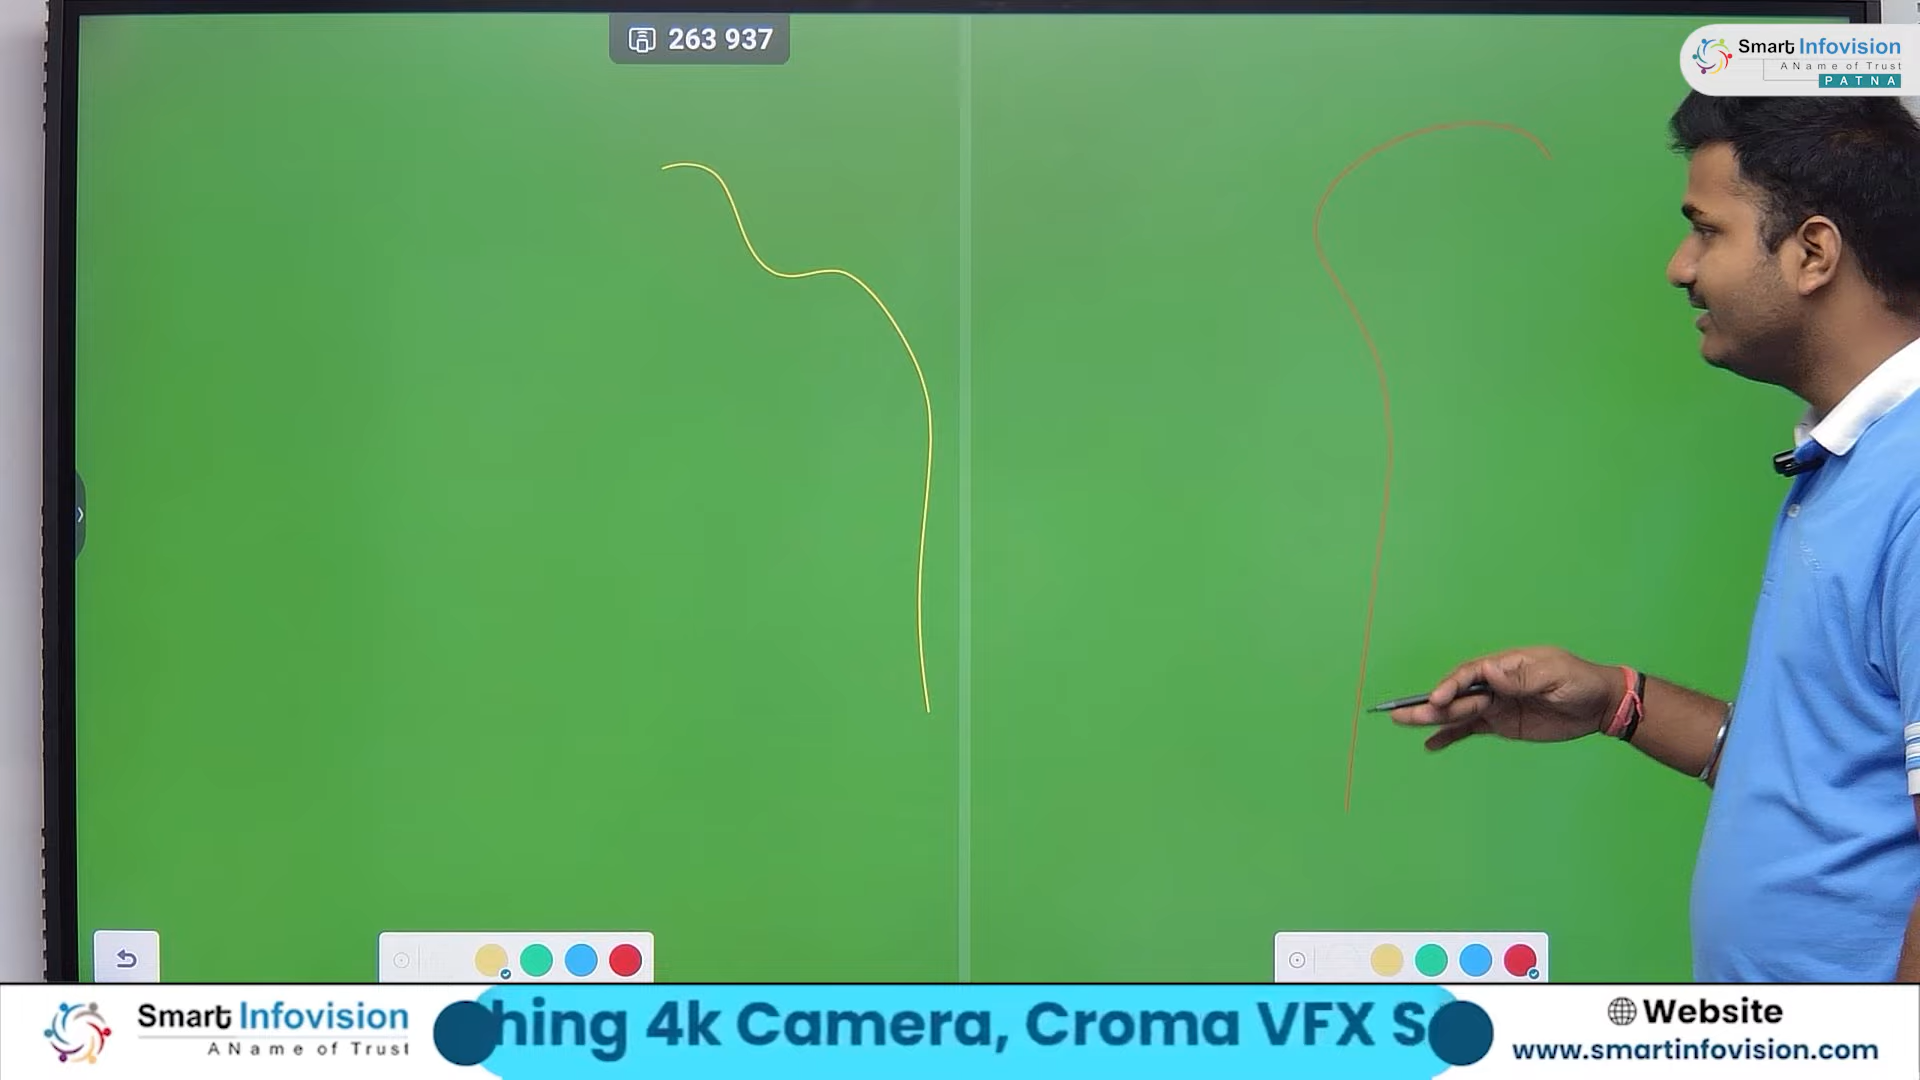 263 937
Smart Infovision
A Name of Trust
PATNA
Smart Infovision
A Name of Trust
hing 4k Camera, Croma VFX S
Website
www.smartinfovision.com